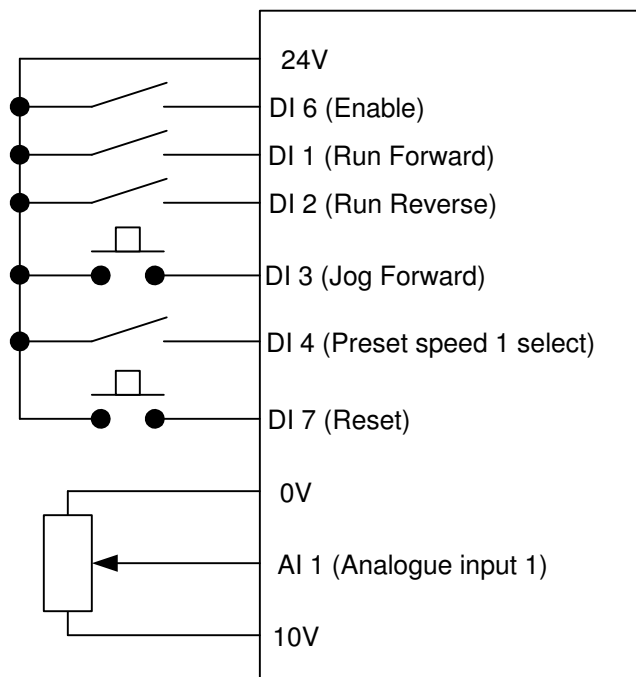 24V
DI 6 (Enable)
DI 1 (Run Forward)
DI 2 (Run Reverse)
DI 3 (Jog Forward)
DI 4 (Preset speed 1 select)
DI 7 (Reset)
0V
AI 1 (Analogue input 1)
10V